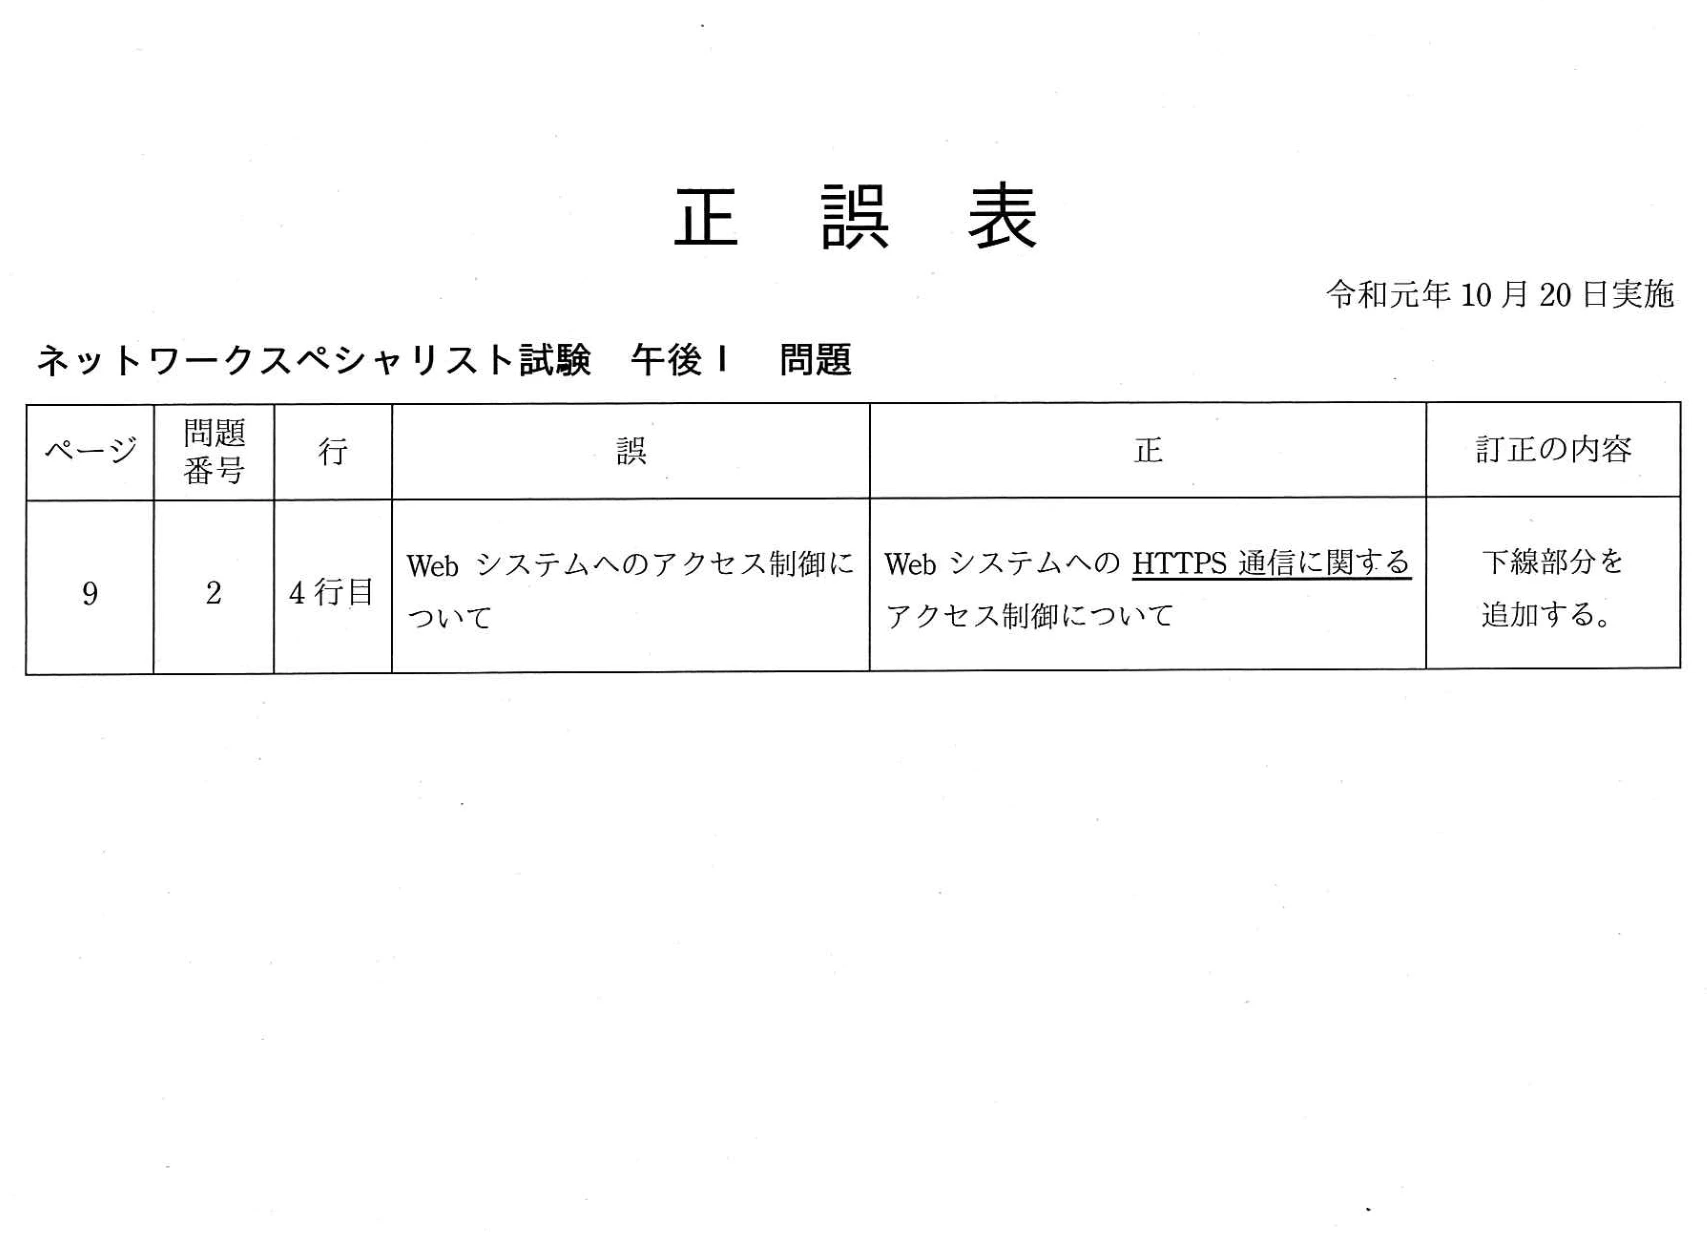 正 誤 表
令和元年 10 月 20 日実施
ネットワークスペシャリスト試験 午後Ⅰ 問題
ページ 問題番号 行 誤 正 訂正の内容
9 2 4 行目 Web システムへのアクセス制御に Web システムへの HTTPS 通信に関する 下線部分を
ついて アクセス制御について 追加する。